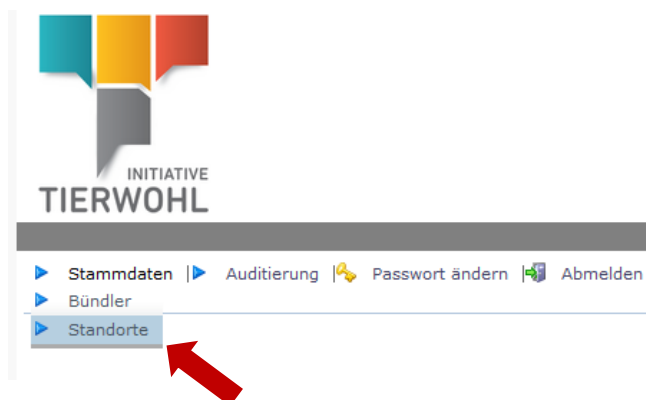 INITIATIVE
TIERWOHL
Stammdaten | Auditierung | Passwort ändern | Abmelden
Bündler
Standorte